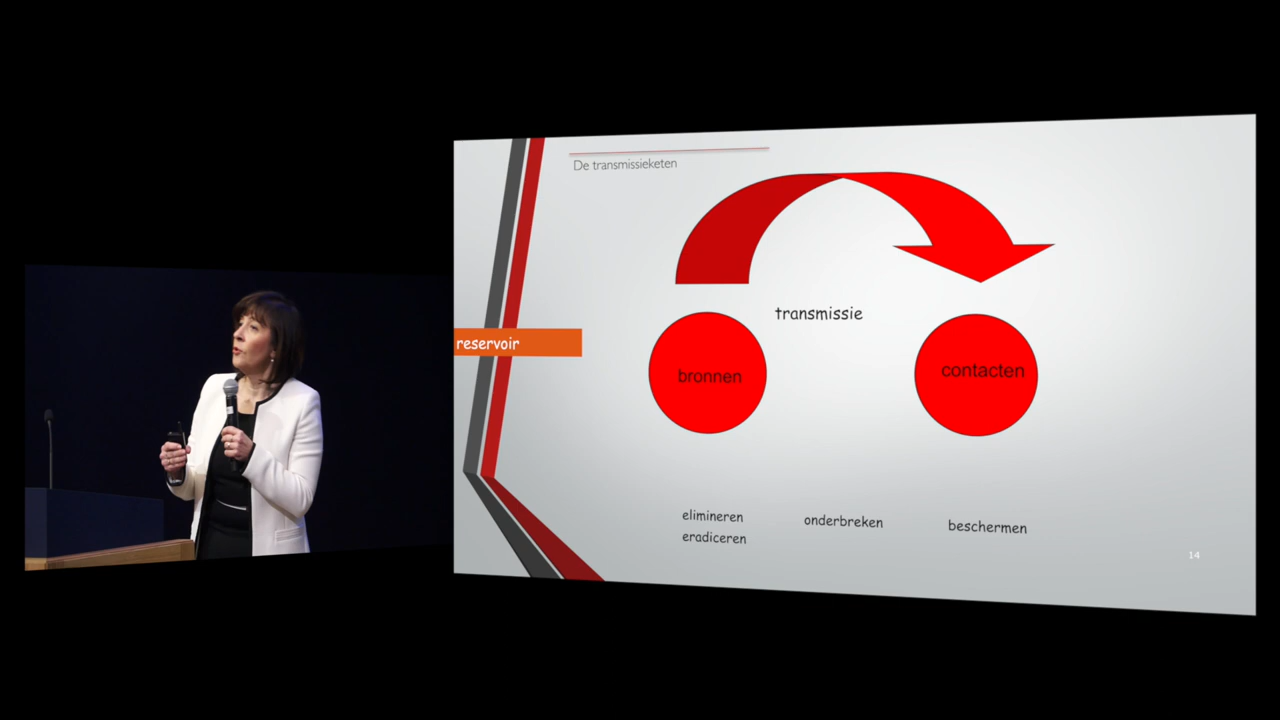 De transmissieketen
transmissie
reservoir
bronnen
contacten
elimineren
eradiceren
onderbreken
beschermen
14